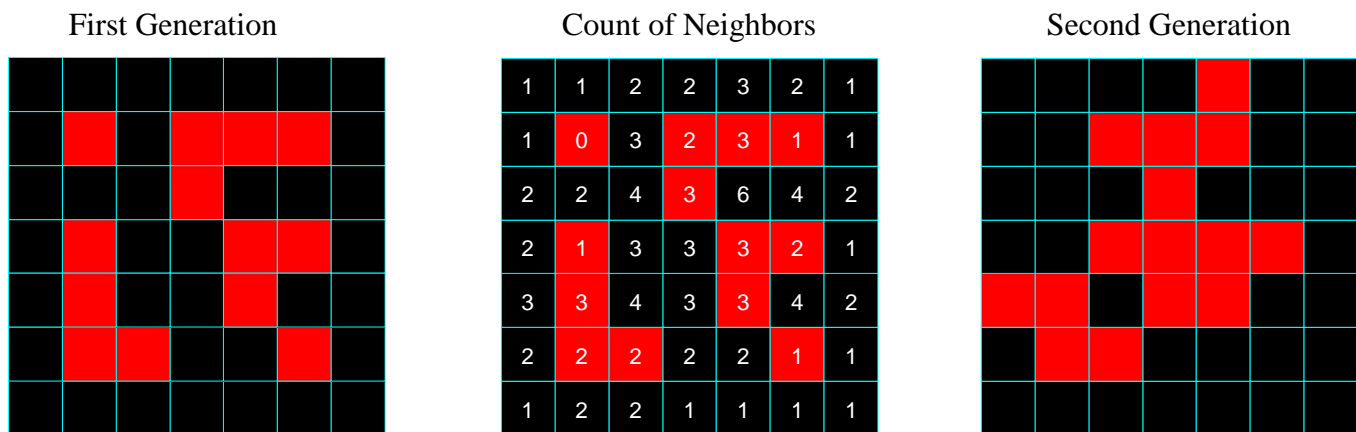 First Generation
Count of Neighbors
Second Generation
1 1 2 2 3 2 1
1 0 3 2 3 1 1
2 2 4 3 6 4 2
2 1 3 3 3 2 1
3 3 4 3 3 4 2
2 2 2 2 2 1 1
1 2 2 1 1 1 1